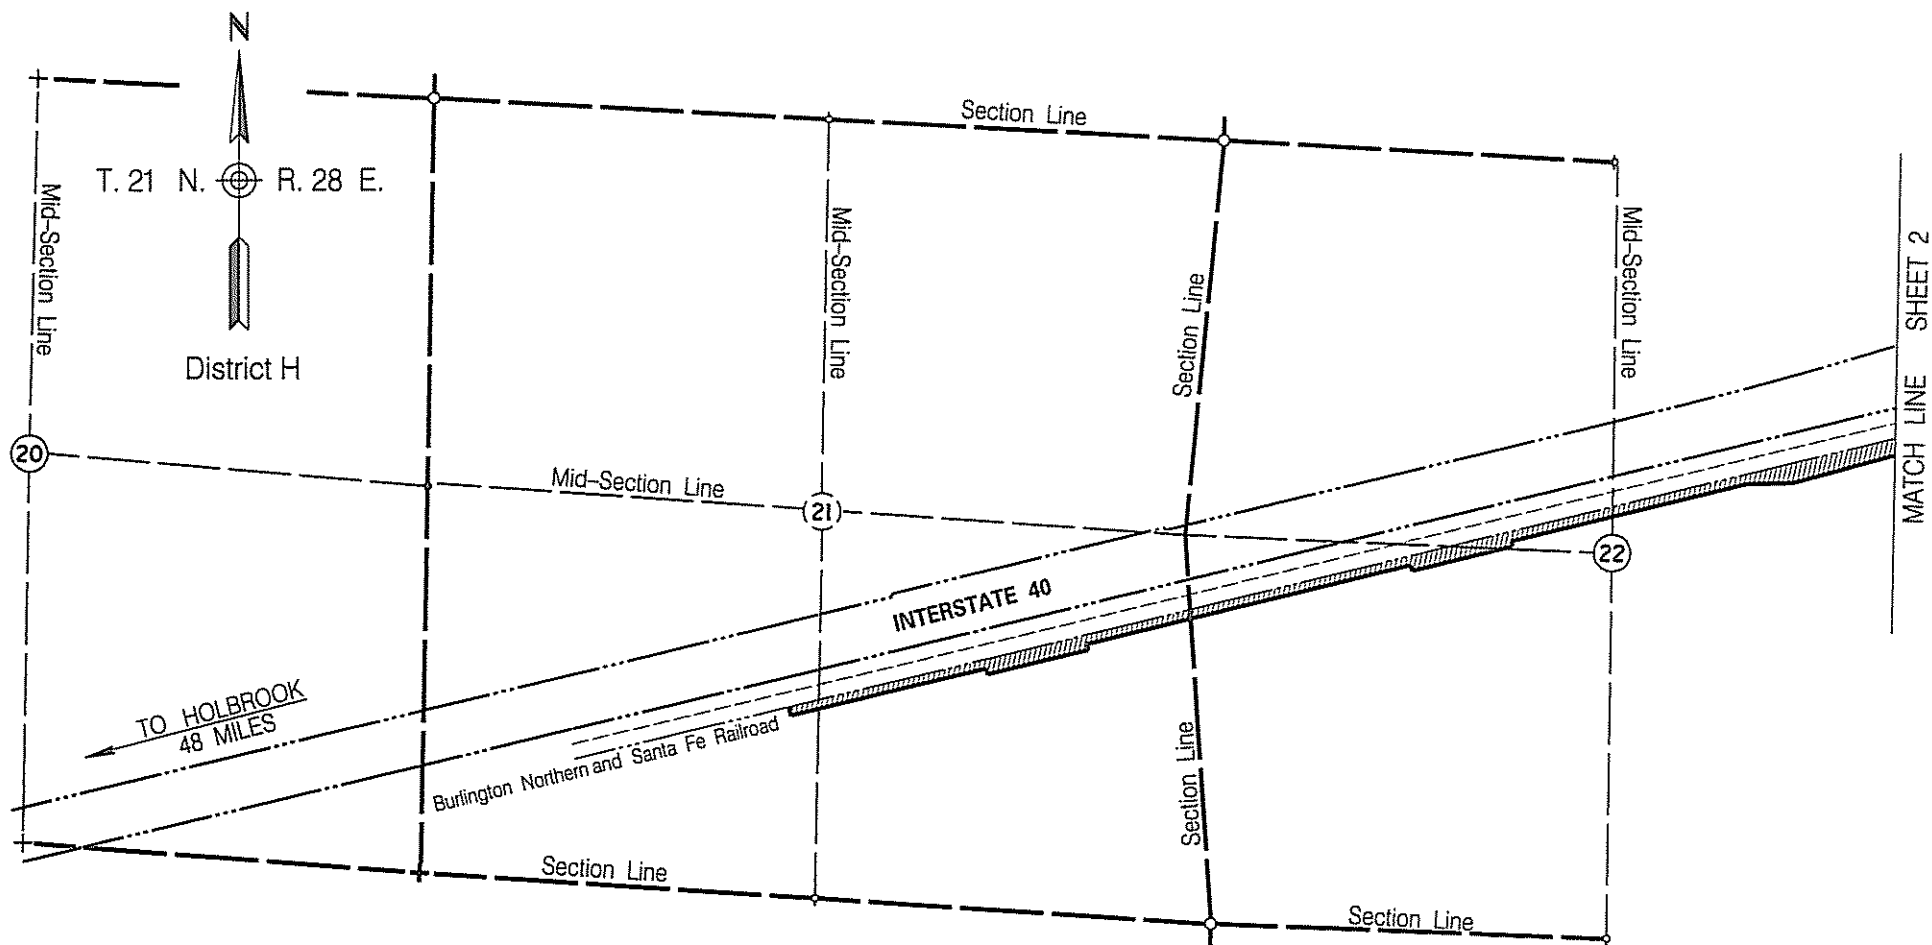 N
Section Line
T. 21 N. R. 28 E.
Mid-Section Line
Mid-Section Line
Mid-Section Line
Section Line
MATCH LINE SHEET 2
District H
20
Mid-Section Line
21
22
INTERSTATE 40
TO HOLBROOK
48 MILES
Burlington Northern and Santa Fe Railroad
Section Line
Section Line
Section Line